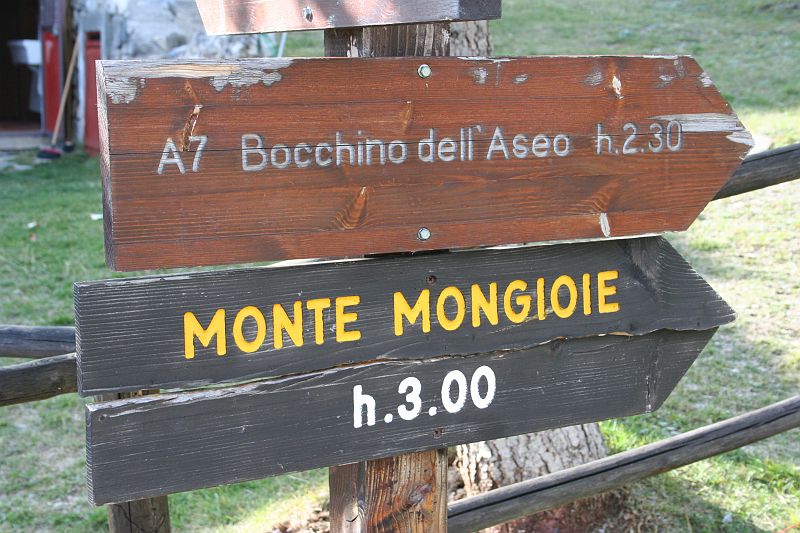 A7 Bocchino dell'Aseo h.2.30
MONTE MONGIOIE
h.3.00